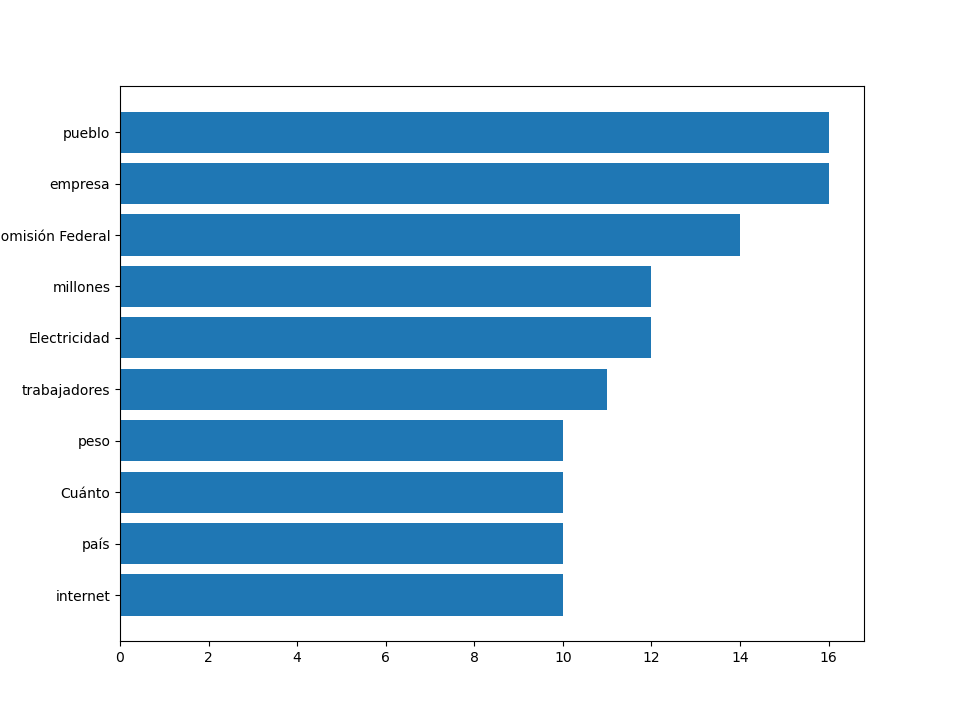 pueblo
empresa
omisión Federal
millones
Electricidad
trabajadores
peso
Cuánto
país
internet
0 2 4 6 8 10 12 14 16